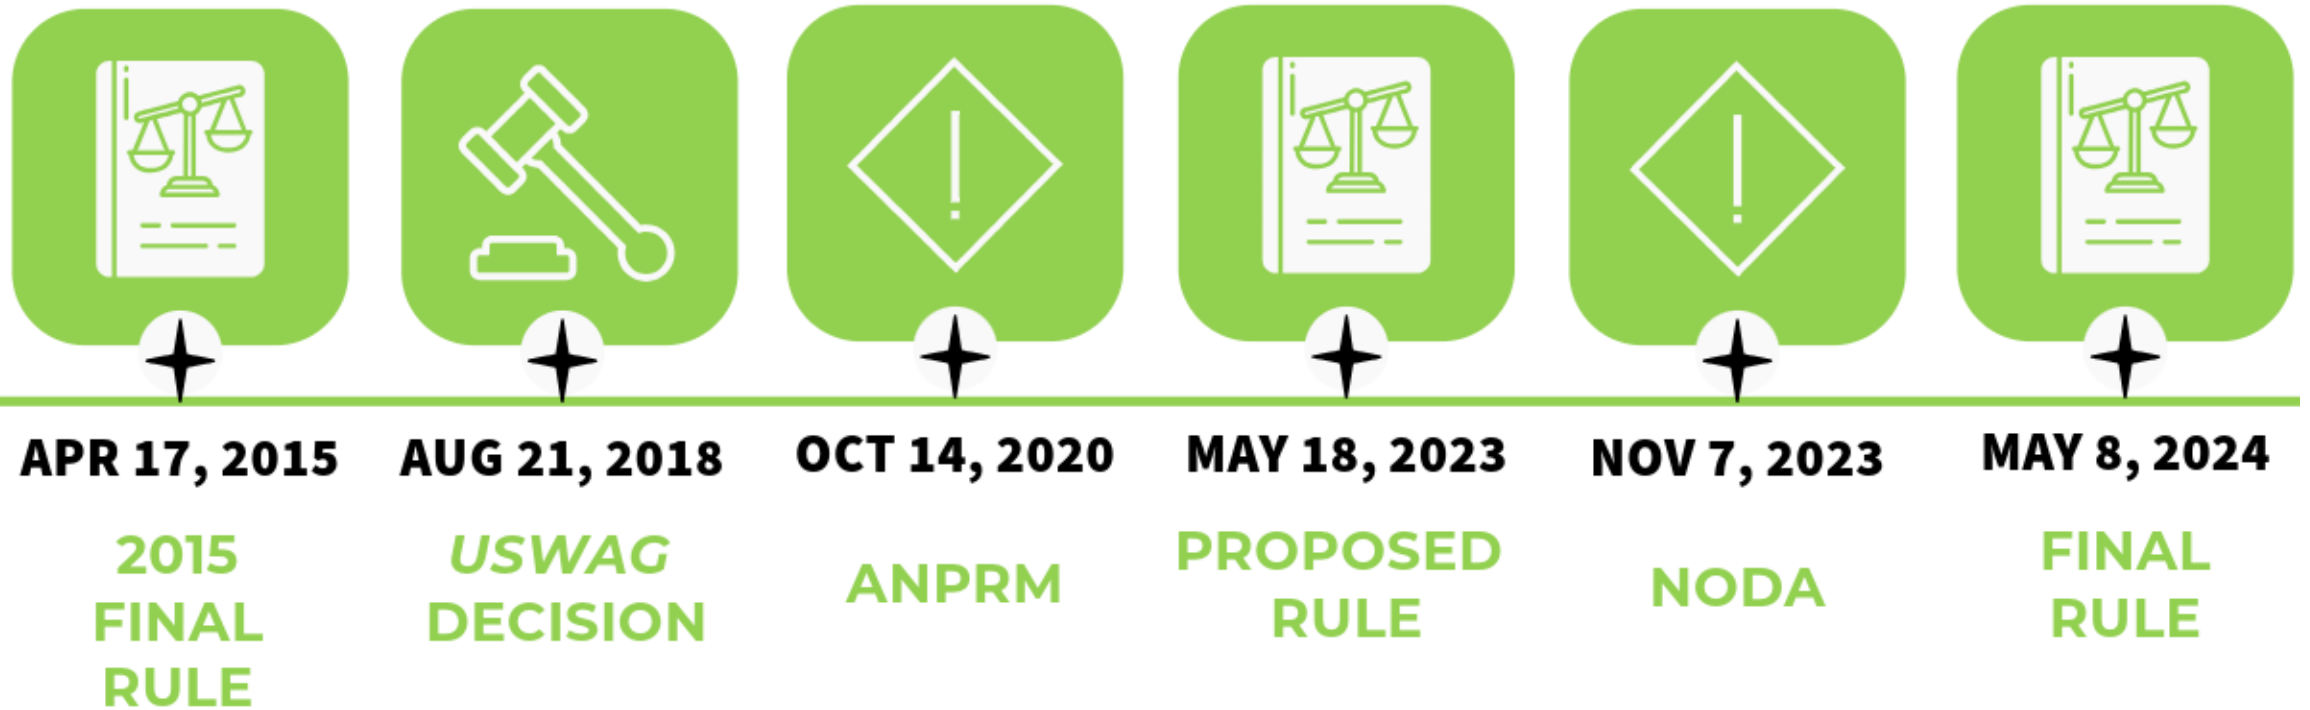 APR 17, 2015
AUG 21, 2018
OCT 14, 2020
MAY 18, 2023
NOV 7, 2023
MAY 8, 2024
2015
FINAL
RULE
USWAG
DECISION
ANPRM
PROPOSED
RULE
NODA
FINAL
RULE